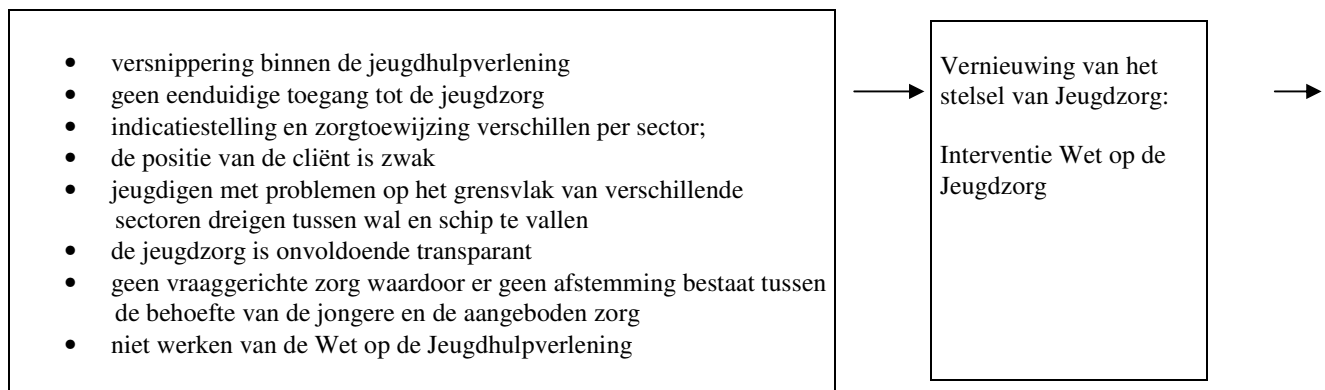 • versnippering binnen de jeugdhulpverlening
• geen eenduidige toegang tot de jeugdzorg
• indicatiestelling en zorgtoewijzing verschillen per sector;
• de positie van de cliënt is zwak
• jeugdigen met problemen op het grensvlak van verschillende
sectoren dreigen tussen wal en schip te vallen
• de jeugdzorg is onvoldoende transparant
• geen vraaggerichte zorg waardoor er geen afstemming bestaat tussen
de behoefte van de jongere en de aangeboden zorg
• niet werken van de Wet op de Jeugdhulpverlening
Vernieuwing van het
stelsel van Jeugdzorg:
Interventie Wet op de
Jeugdzorg